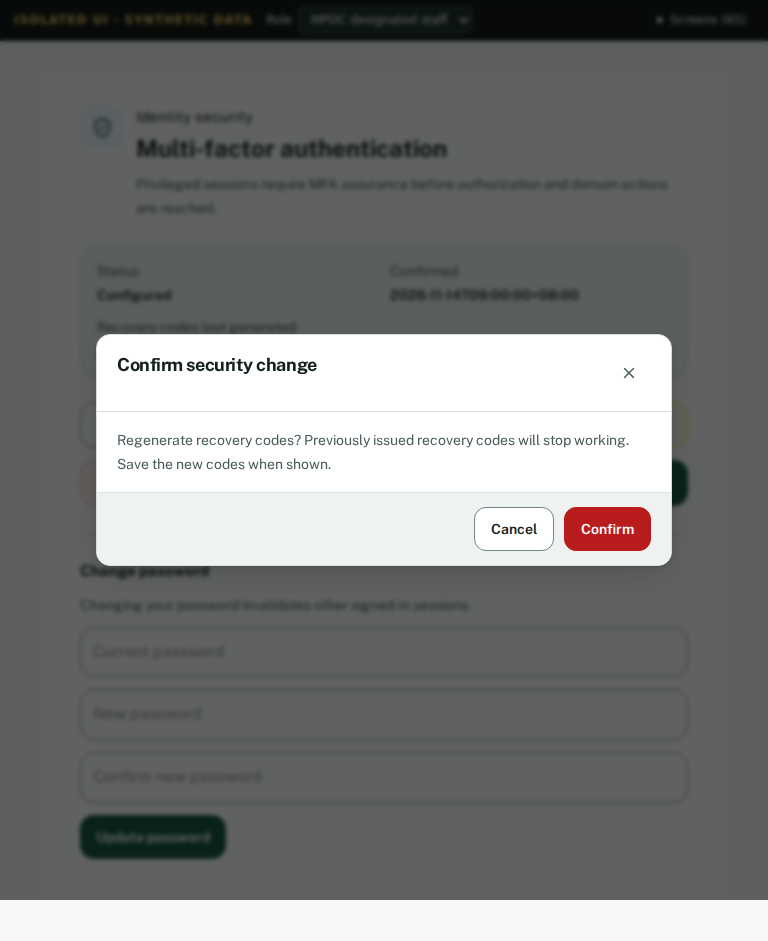 ISOLATED UI · SYNTHETIC DATA Role MPDC designated staff Screens (65)
Identity security
Multi-factor authentication
Privileged sessions require MFA assurance before authorization and domain actions
are reached.
Status Confirmed
Configured 2026-11-14T09:00:00+08:00
Recovery codes last generated
Confirm security change
Regenerate recovery codes? Previously issued recovery codes will stop working.
Save the new codes when shown.
Cancel Confirm
Change password
Changing your password invalidates other signed-in sessions.
Current password
New password
Confirm new password
Update password